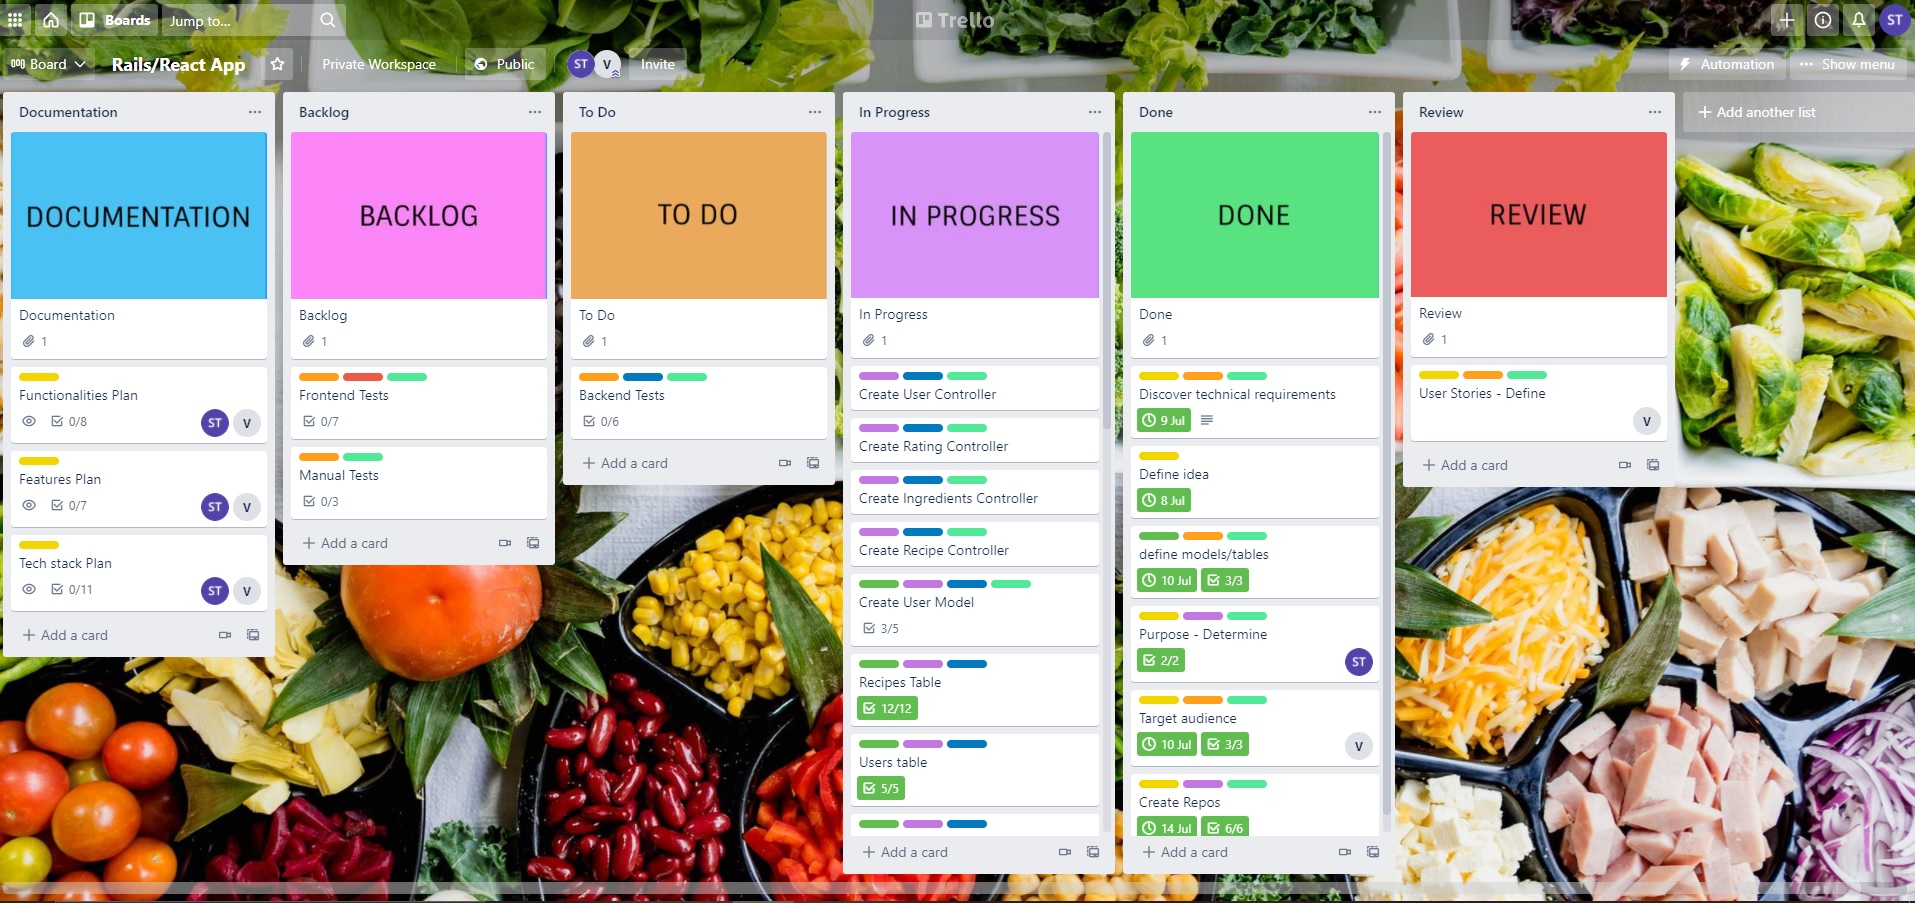 Boards
Jump to...
Trello
ST
Board
Rails/React App
Private Workspace
Public
ST
V
Invite
Automation
Show menu
Documentation
DOCUMENTATION
Documentation
1
Functionalities Plan
0/8
ST
V
Features Plan
0/7
ST
V
Tech stack Plan
0/11
ST
V
+ Add a card
Backlog
BACKLOG
Backlog
1
Frontend Tests
0/7
Manual Tests
0/3
+ Add a card
To Do
TO DO
To Do
1
Backend Tests
0/6
+ Add a card
In Progress
IN PROGRESS
In Progress
1
Create User Controller
Create Rating Controller
Create Ingredients Controller
Create Recipe Controller
Create User Model
3/5
Recipes Table
12/12
Users table
5/5
+ Add a card
Done
DONE
Done
1
Discover technical requirements
9 Jul
Define idea
8 Jul
define models/tables
10 Jul 3/3
Purpose - Determine
2/2
ST
Target audience
10 Jul 3/3
V
Create Repos
14 Jul 6/6
+ Add a card
Review
REVIEW
Review
1
User Stories - Define
V
+ Add a card
+ Add another list